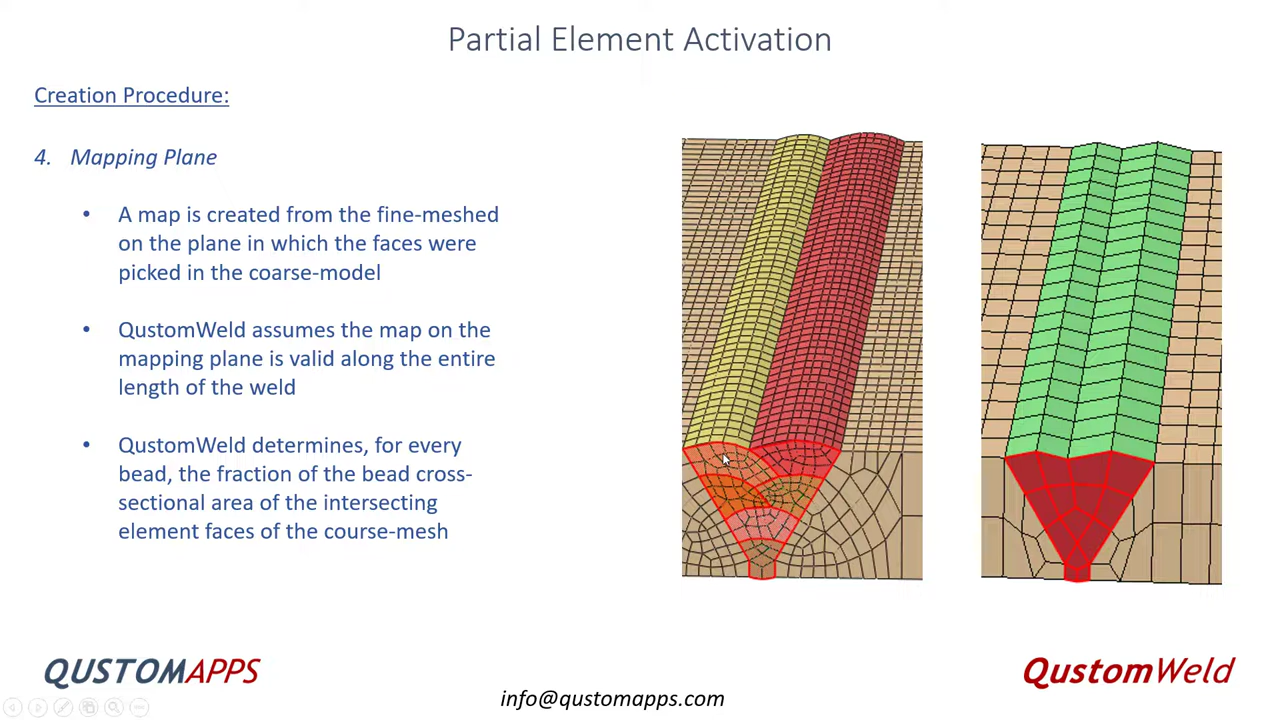 Partial Element Activation
Creation Procedure:
4. Mapping Plane
• A map is created from the fine-meshed
on the plane in which the faces were
picked in the coarse-model
• QustomWeld assumes the map on the
mapping plane is valid along the entire
length of the weld
• QustomWeld determines, for every
bead, the fraction of the bead cross-
sectional area of the intersecting
element faces of the course-mesh
QUSTOMAPPS
info@qustomapps.com
QustomWeld